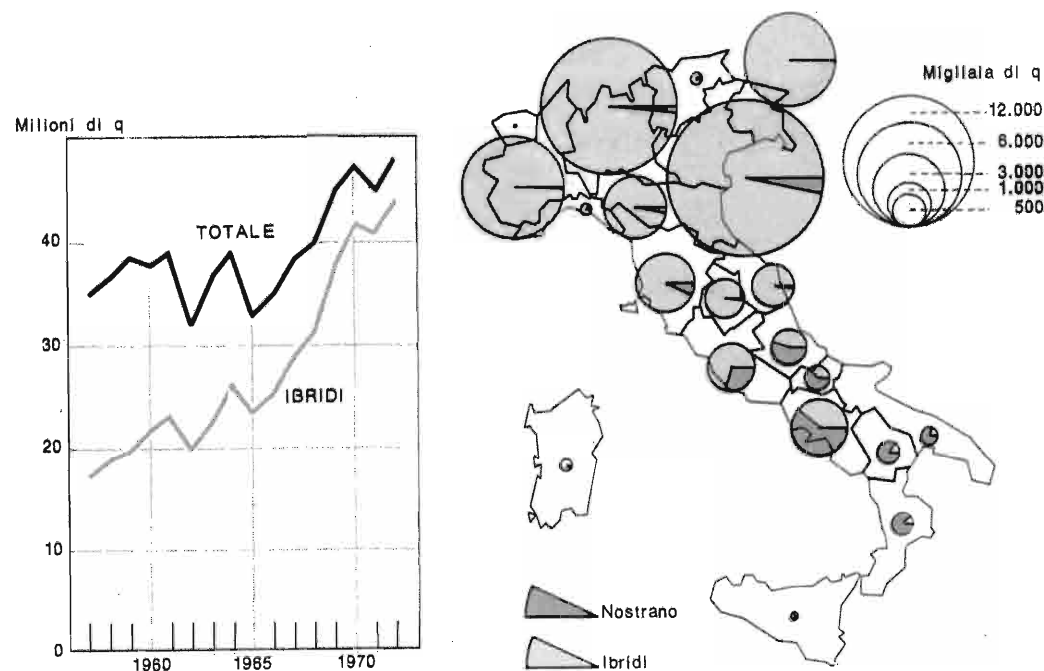 Milioni di q
40
30
20
10
0
TOTALE
IBRIDI
1960
1965
1970
Migliaia di q
12.000
6.000
3.000
1.000
500
Nostrano
Ibridi